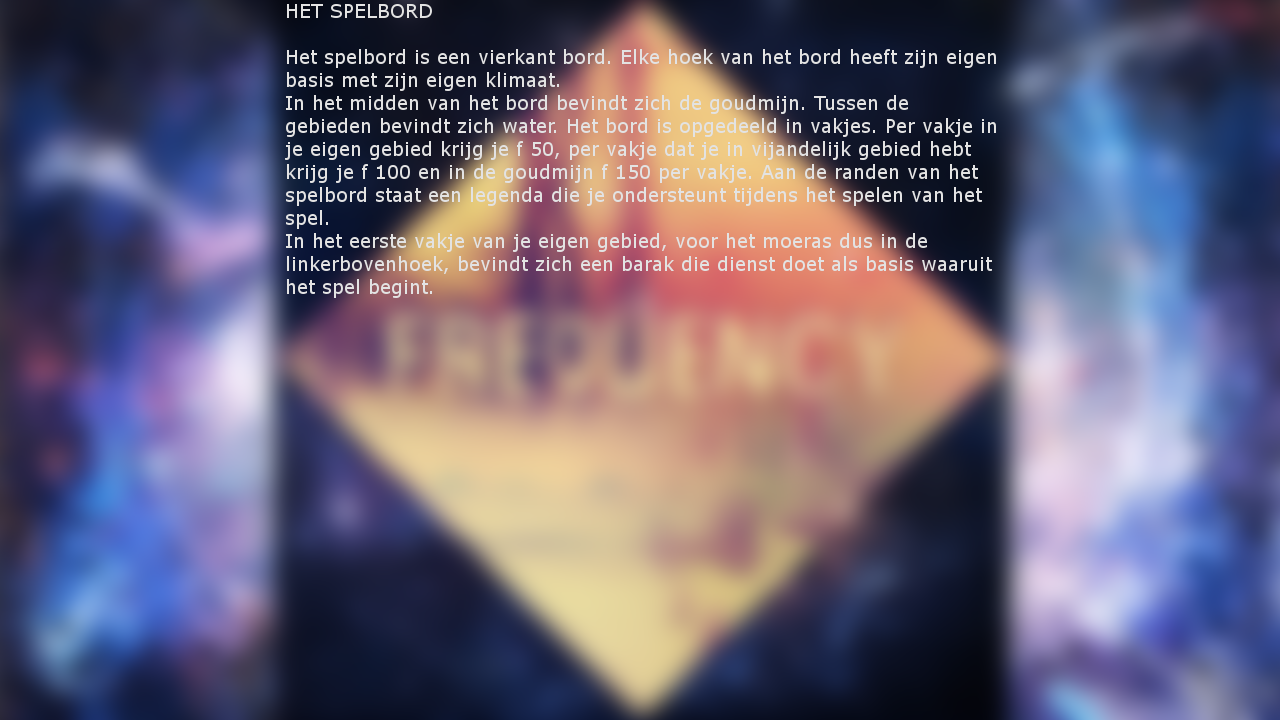 HET SPELBORD
Het spelbord is een vierkant bord. Elke hoek van het bord heeft zijn eigen
basis met zijn eigen klimaat.
In het midden van het bord bevindt zich de goudmijn. Tussen de
gebieden bevindt zich water. Het bord is opgedeeld in vakjes. Per vakje in
je eigen gebied krijg je f 50, per vakje dat je in vijandelijk gebied hebt
krijg je f 100 en in de goudmijn f 150 per vakje. Aan de randen van het
spelbord staat een legenda die je ondersteunt tijdens het spelen van het
spel.
In het eerste vakje van je eigen gebied, voor het moeras dus in de
linkerbovenhoek, bevindt zich een barak die dienst doet als basis waaruit
het spel begint.
FREQUENCY